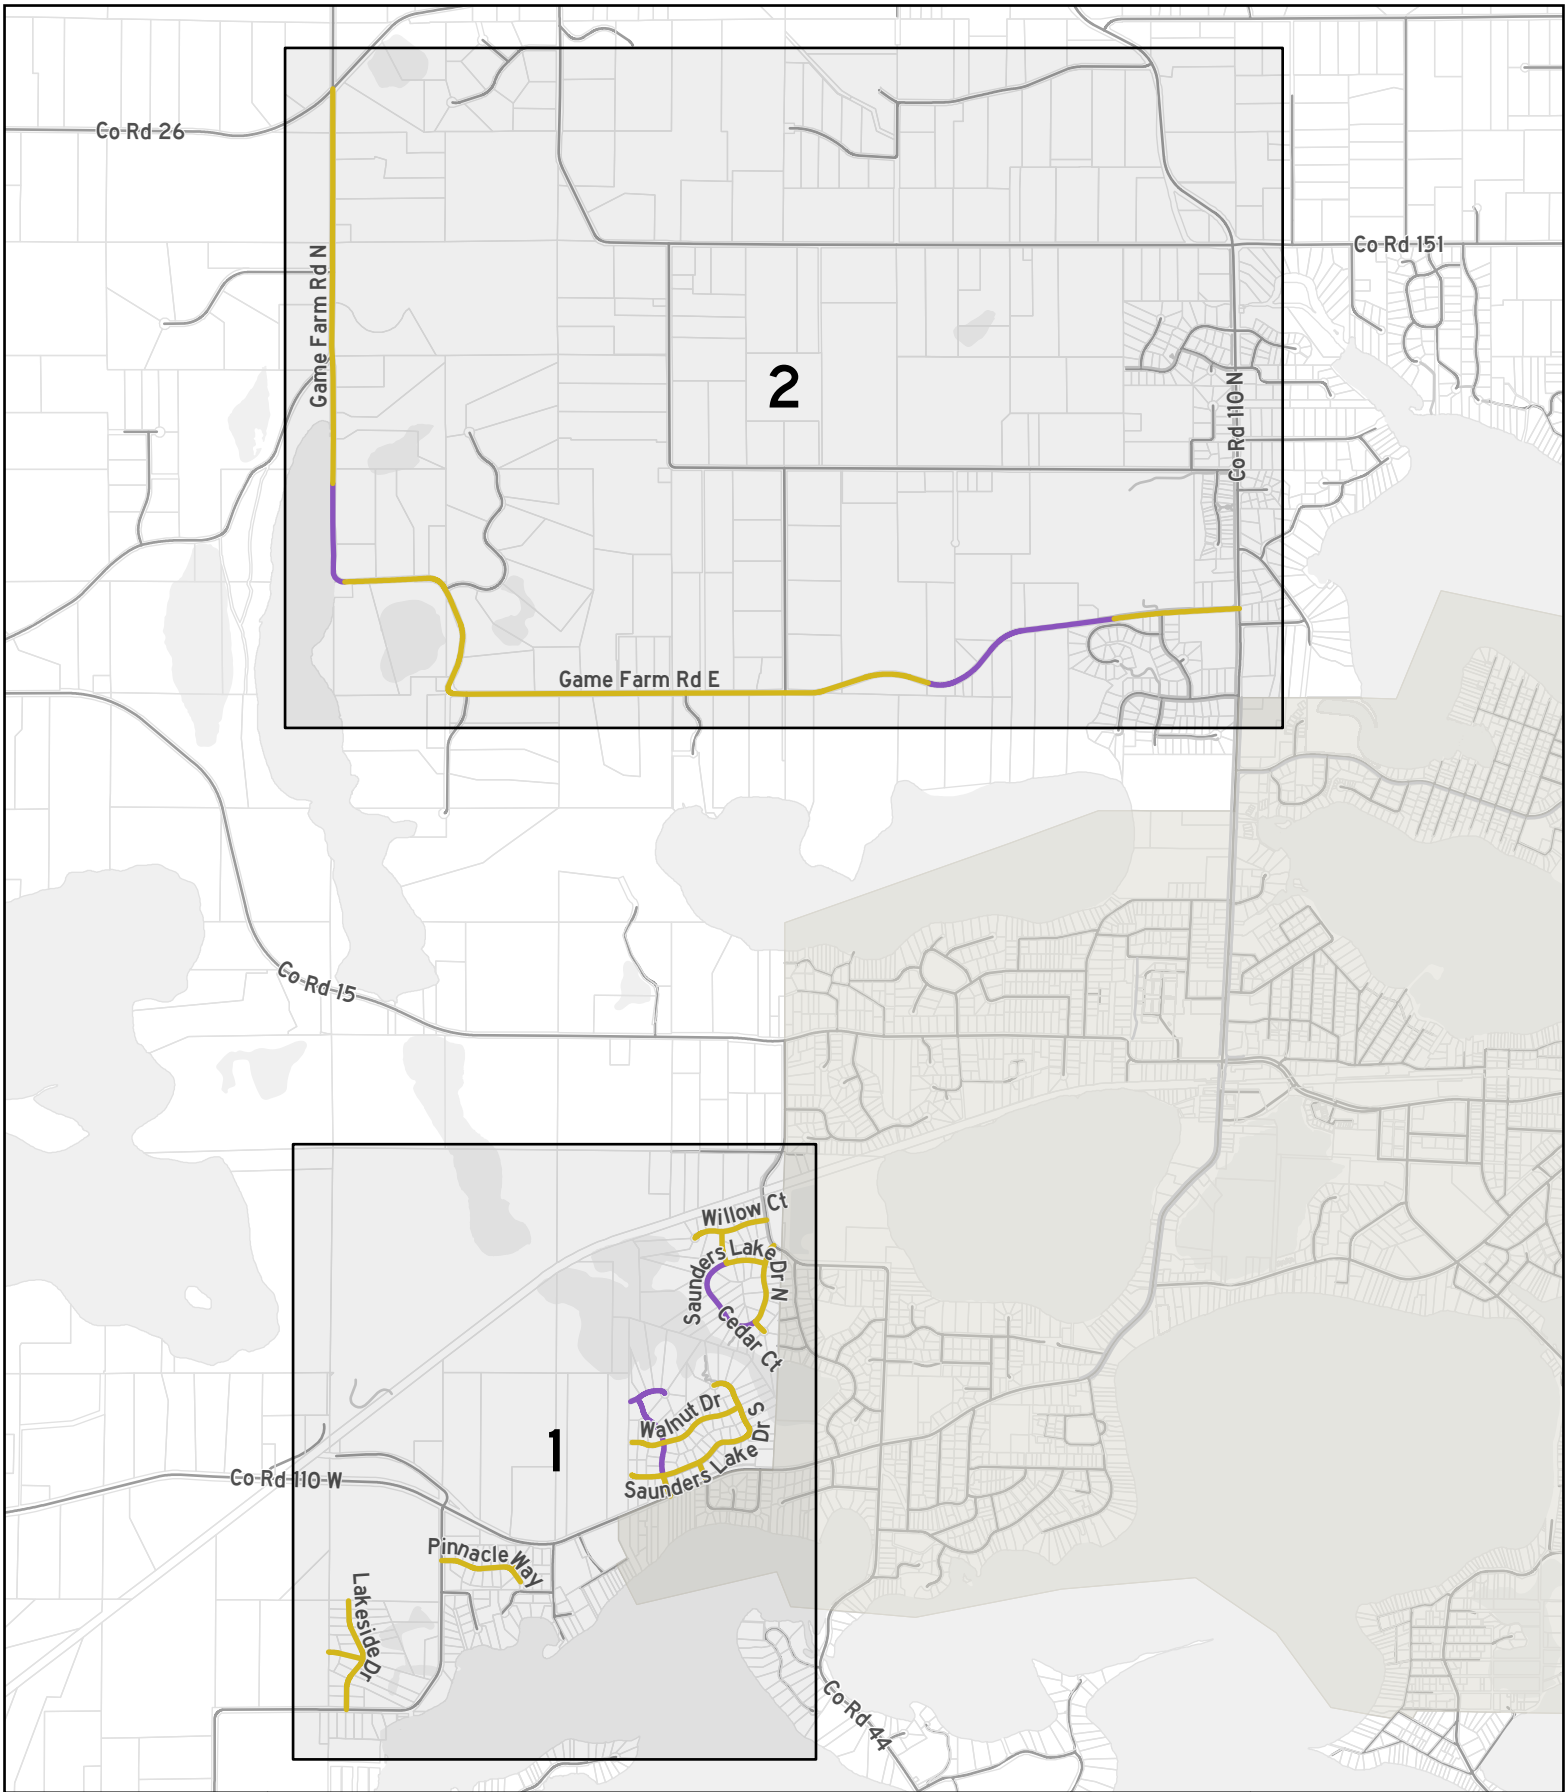 Co Rd 26
Game Farm Rd N
Co Rd 151
2
Co Rd 110 N
Game Farm Rd E
Co Rd 15
Willow Ct
Saunders Lake Dr N
Cedar Ct
Walnut Dr
Saunders Lake Dr S
1
Co Rd 110 W
Pinnacle Way
Lakeside Dr
Co Rd 44